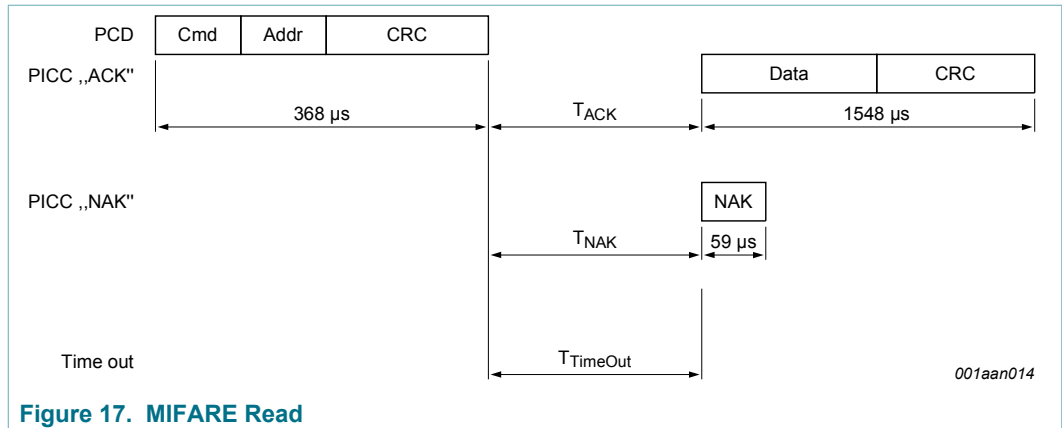 PCD Cmd Addr CRC
PICC ,,ACK" Data CRC
368 μs TACK 1548 μs
PICC ,,NAK" NAK
TNAK 59 μs
Time out TTimeOut 001aan014
Figure 17. MIFARE Read